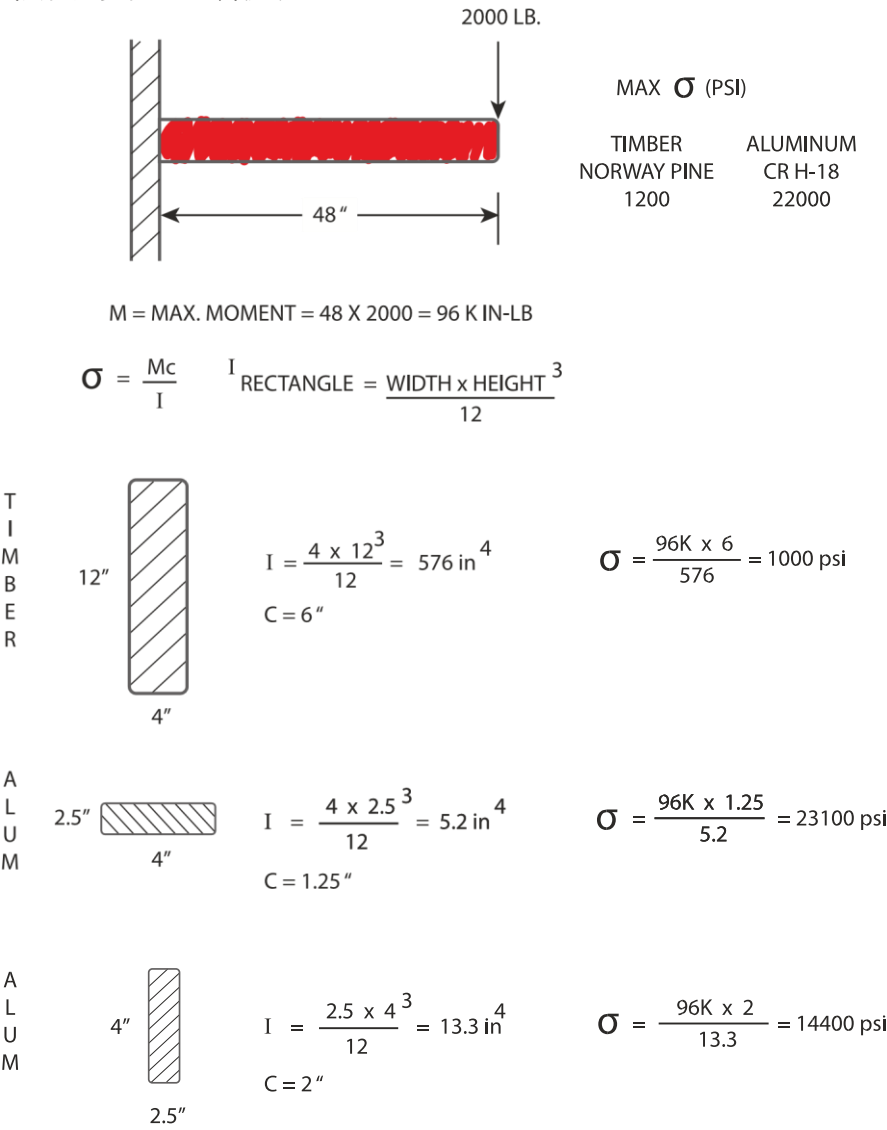 2000 LB.
MAX σ (PSI)
TIMBER ALUMINUM
NORWAY PINE CR H-18
1200 22000
48"
M = MAX. MOMENT = 48 X 2000 = 96 K IN-LB
σ = Mc / I
I RECTANGLE = WIDTH x HEIGHT 3 / 12
TIMBER
12"
4"
I = 4 x 12 3 / 12 = 576 in 4
C = 6 "
σ = 96K x 6 / 576 = 1000 psi
ALUM
2.5"
4"
I = 4 x 2.5 3 / 12 = 5.2 in 4
C = 1.25 "
σ = 96K x 1.25 / 5.2 = 23100 psi
ALUM
4"
2.5"
I = 2.5 x 4 3 / 12 = 13.3 in 4
C = 2 "
σ = 96K x 2 / 13.3 = 14400 psi